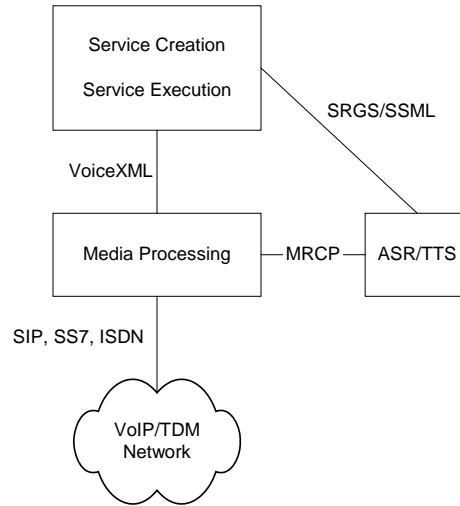 Service Creation
Service Execution
SRGS/SSML
VoiceXML
Media Processing
MRCP
ASR/TTS
SIP, SS7, ISDN
VoIP/TDM
Network